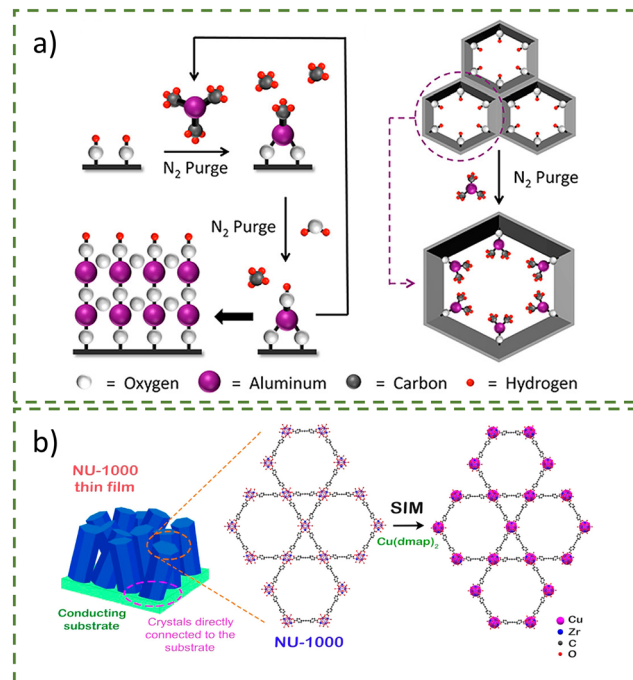 a)
N₂ Purge
N₂ Purge
N₂ Purge
= Oxygen = Aluminum = Carbon = Hydrogen
b)
NU-1000
thin film
SIM
Cu(dmap)₂
Conducting
substrate
Crystals directly
connected to the
substrate
NU-1000
Cu
Zr
C
O